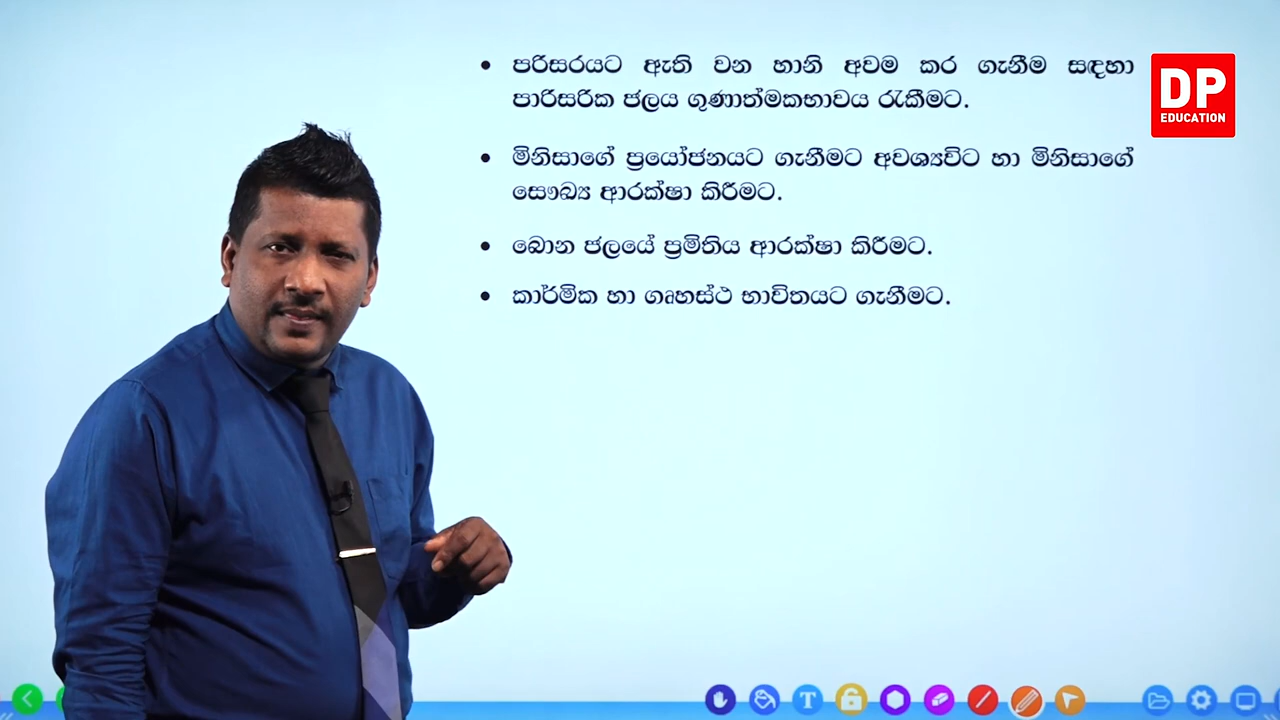 පරිසරයට ඇති වන හානි අවම කර ගැනීම සඳහා
පාරිසරික ජලය ගුණාත්මකභාවය රැකීමට.
මිනිසාගේ ප්‍රයෝජනයට ගැනීමට අවශ්‍යවිට හා මිනිසාගේ
සෞඛ්‍ය ආරක්ෂා කිරීමට.
බොන ජලයේ ප්‍රමිතිය ආරක්ෂා කිරීමට.
කාර්මික හා ගෘහස්ථ භාවිතයට ගැනීමට.
DP
EDUCATION
T